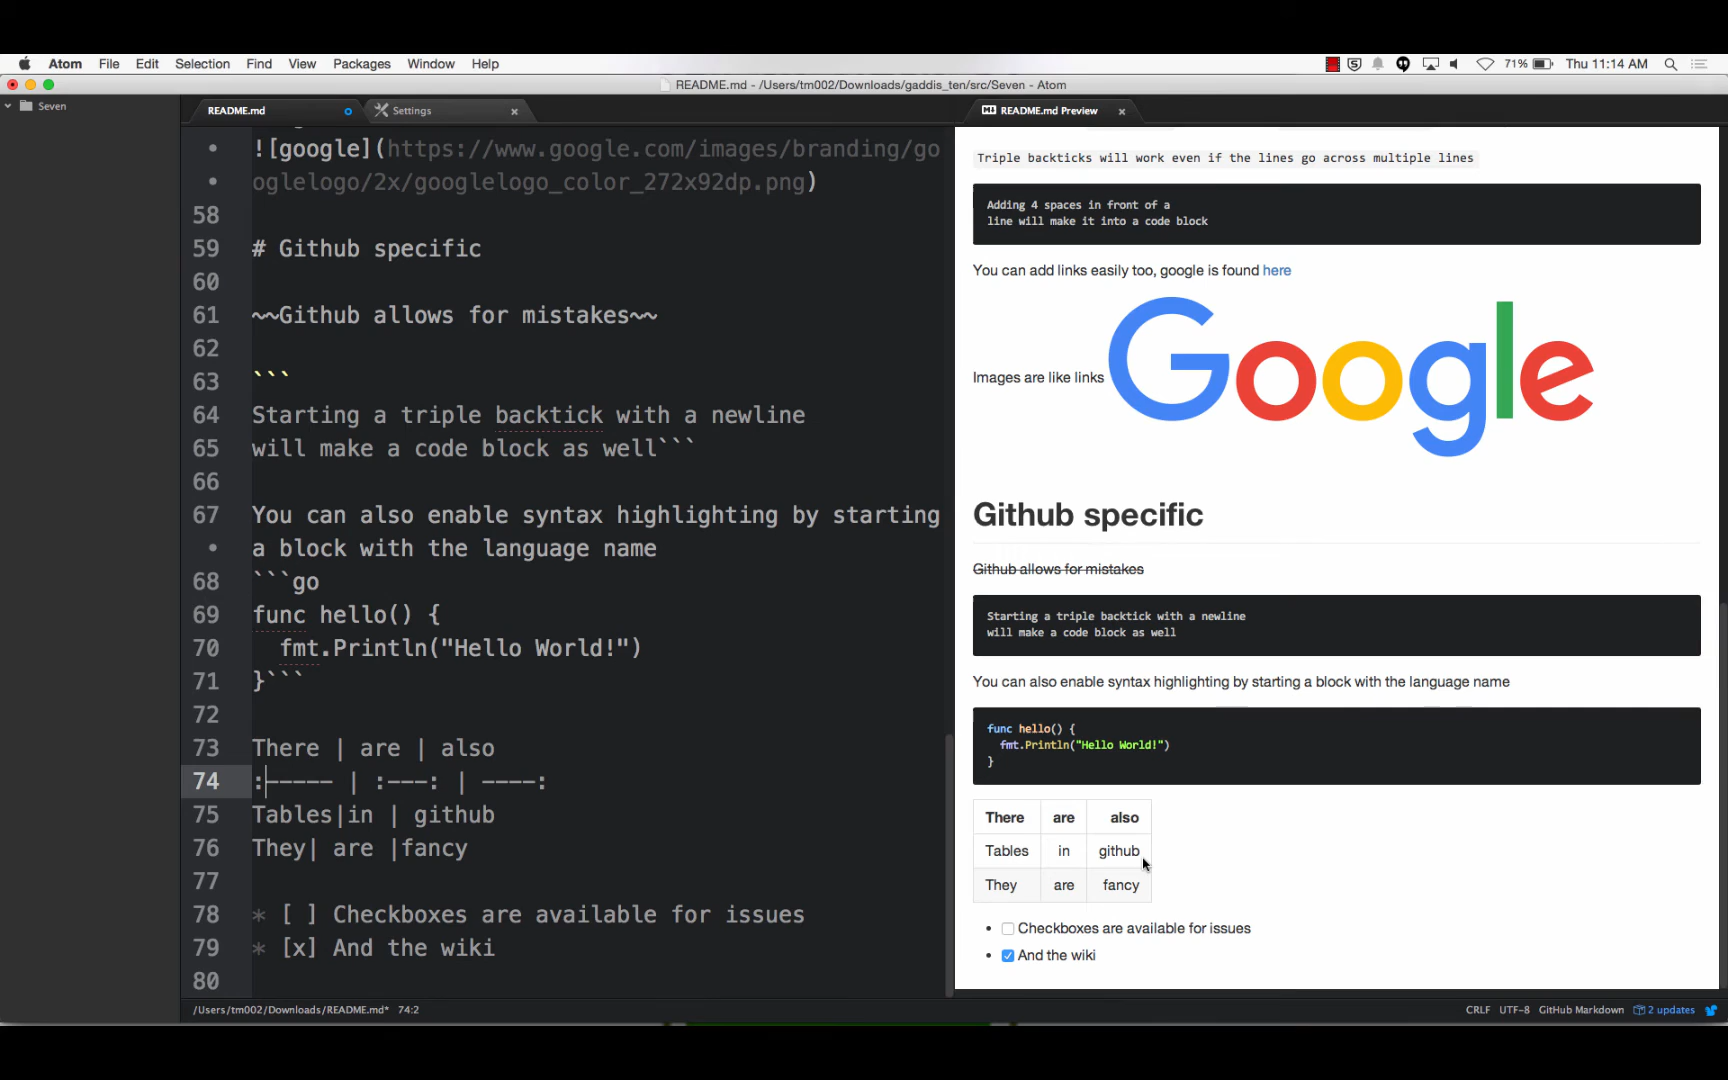 Atom File Edit Selection Find View Packages Window Help 71% Thu 11:14 AM
README.md - /Users/tm002/Downloads/gaddis_ten/src/Seven - Atom
Seven
README.md
Settings
README.md Preview
![google](https://www.google.com/images/branding/go
oglelogo/2x/googlelogo_color_272x92dp.png)
58
59 # Github specific
60
61 ~~Github allows for mistakes~~
62
63 ```
64 Starting a triple backtick with a newline
65 will make a code block as well```
66
67 You can also enable syntax highlighting by starting
a block with the language name
68 ```go
69 func hello() {
70 fmt.Println("Hello World!")
71 }```
72
73 There | are | also
74 :----- | :---: | ----:
75 Tables|in | github
76 They| are |fancy
77
78 * [ ] Checkboxes are available for issues
79 * [x] And the wiki
80
Triple backticks will work even if the lines go across multiple lines
Adding 4 spaces in front of a
line will make it into a code block
You can add links easily too, google is found here
Images are like links Google
Github specific
Github allows for mistakes
Starting a triple backtick with a newline
will make a code block as well
You can also enable syntax highlighting by starting a block with the language name
func hello() {
fmt.Println("Hello World!")
}
There are also
Tables in github
They are fancy
Checkboxes are available for issues
And the wiki
/Users/tm002/Downloads/README.md* 74:2
CRLF UTF-8 GitHub Markdown 2 updates